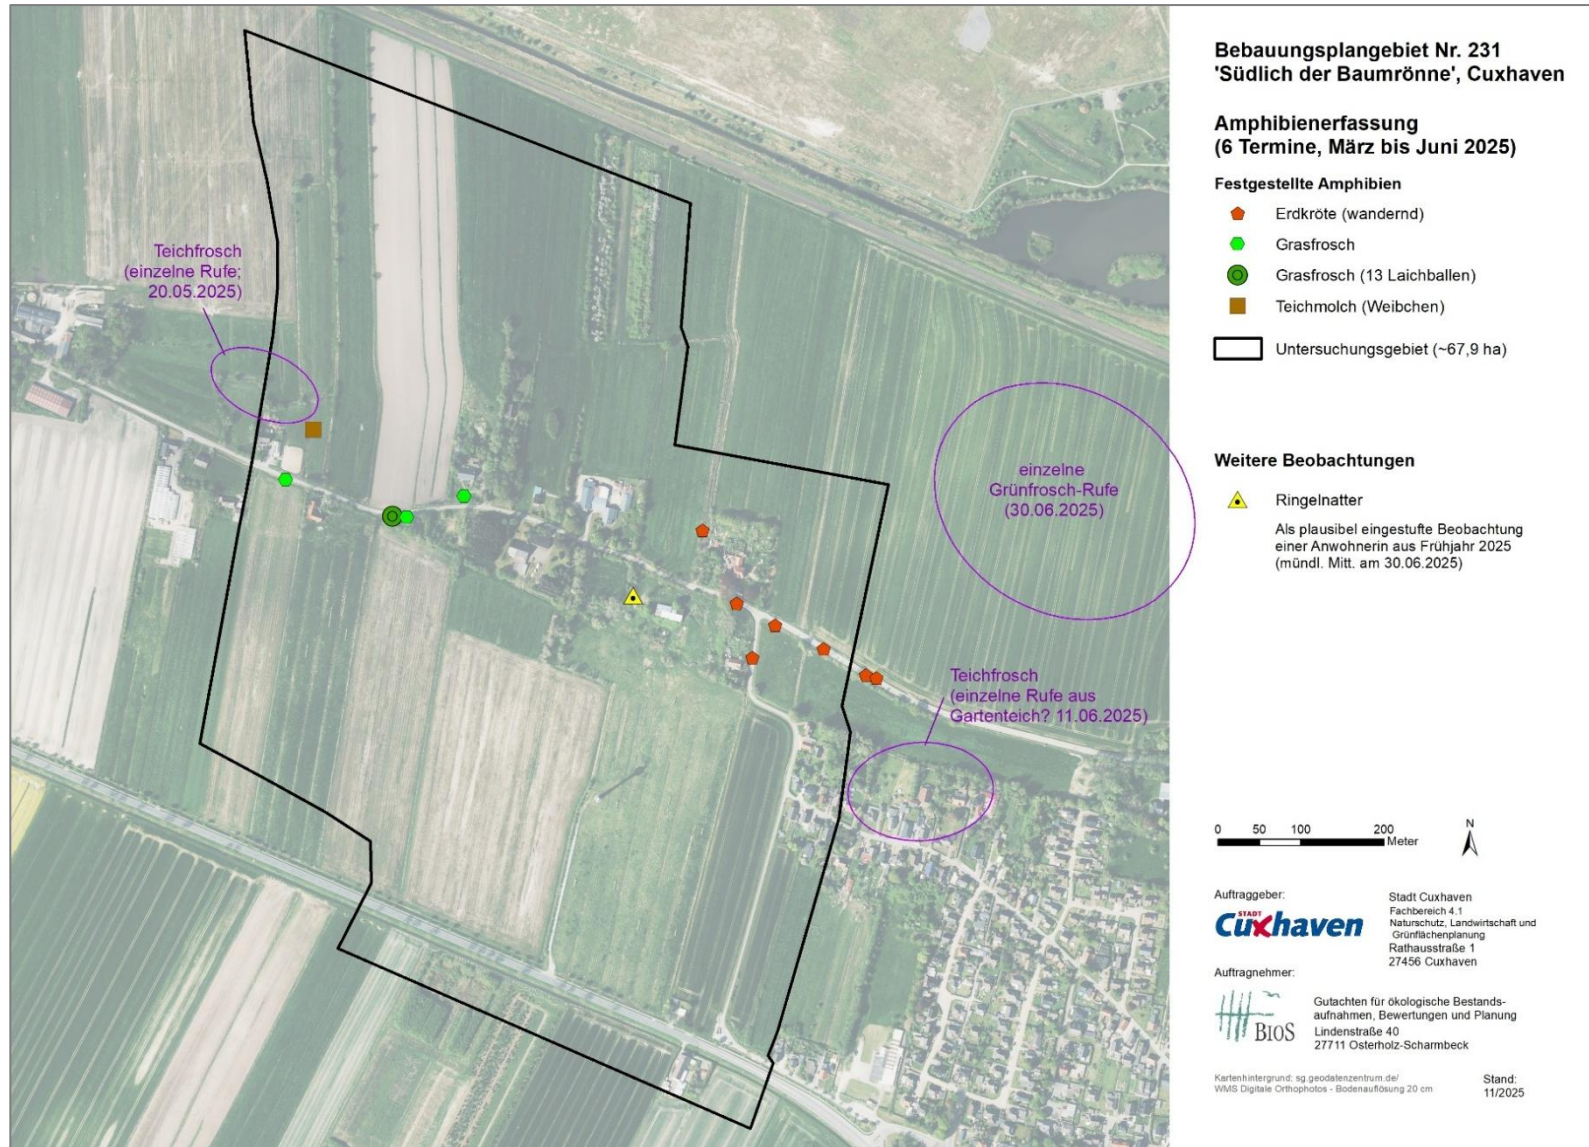 Bebauungsplangebiet Nr. 231
'Südlich der Baumrönne', Cuxhaven
Amphibienerfassung
(6 Termine, März bis Juni 2025)
Festgestellte Amphibien
Erdkröte (wandernd)
Grasfrosch
Grasfrosch (13 Laichballen)
Teichmolch (Weibchen)
Untersuchungsgebiet (~67,9 ha)
Weitere Beobachtungen
Ringelnatter
Als plausibel eingestufte Beobachtung
einer Anwohnerin aus Frühjahr 2025
(mündl. Mitt. am 30.06.2025)
Teichfrosch
(einzelne Rufe;
20.05.2025)
einzelne
Grünfrosch-Rufe
(30.06.2025)
Teichfrosch
(einzelne Rufe aus
Gartenteich? 11.06.2025)
0 50 100 200
Meter
N
Auftraggeber:
STADT
Cuxhaven
Stadt Cuxhaven
Fachbereich 4.1
Naturschutz, Landwirtschaft und
Grünflächenplanung
Rathausstraße 1
27456 Cuxhaven
Auftragnehmer:
BIOS
Gutachten für ökologische Bestands-
aufnahmen, Bewertungen und Planung
Lindenstraße 40
27711 Osterholz-Scharmbeck
Kartenhintergrund: sg.geodatenzentrum.de/
WMS Digitale Orthophotos - Bodenauflösung 20 cm
Stand:
11/2025